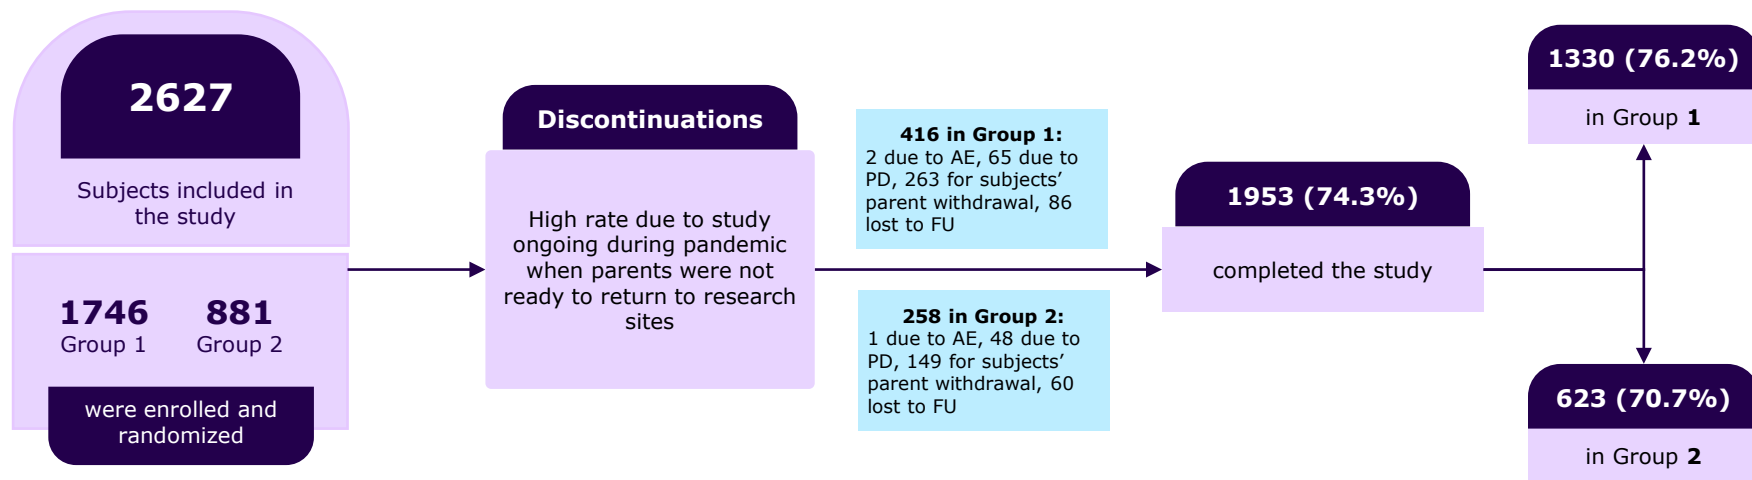 2627
Subjects included in
the study
1746
Group 1
881
Group 2
were enrolled and
randomized
Discontinuations
High rate due to study
ongoing during pandemic
when parents were not
ready to return to research
sites
416 in Group 1:
2 due to AE, 65 due to
PD, 263 for subjects’
parent withdrawal, 86
lost to FU
258 in Group 2:
1 due to AE, 48 due to
PD, 149 for subjects’
parent withdrawal, 60
lost to FU
1953 (74.3%)
completed the study
1330 (76.2%)
in Group 1
623 (70.7%)
in Group 2